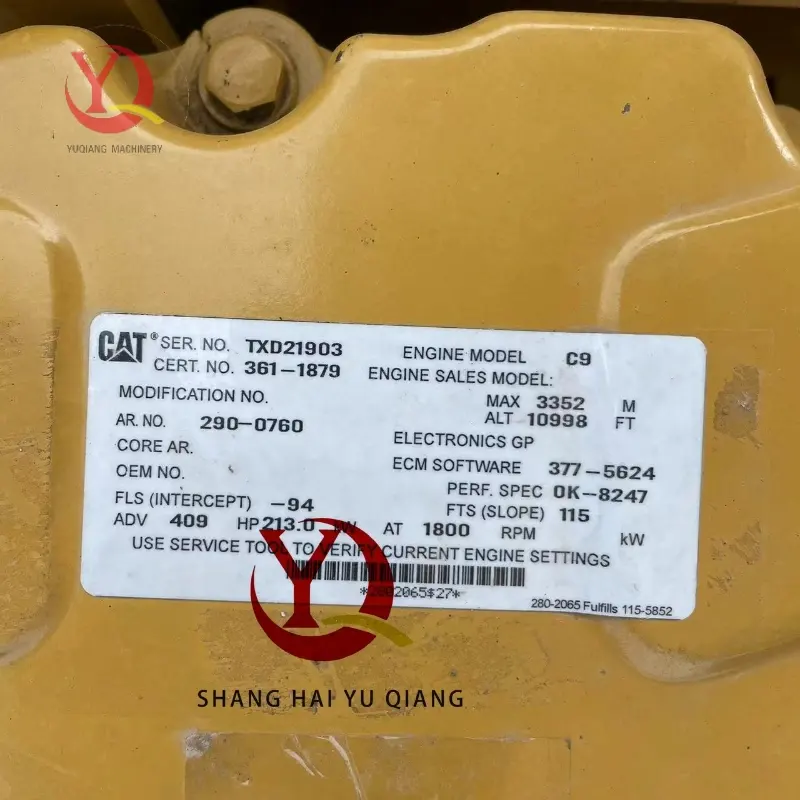 YUQIANG MACHINERY
CAT® SER. NO. TXD21903 ENGINE MODEL C9
CERT. NO. 361-1879 ENGINE SALES MODEL:
MODIFICATION NO. MAX 3352 M
ALT 10998 FT
AR. NO. 290-0760 ELECTRONICS GP
CORE AR. ECM SOFTWARE 377-5624
OEM NO. PERF. SPEC 0K-8247
FLS (INTERCEPT) -94 FTS (SLOPE) 115
ADV 409 HP 213.0 AT 1800 RPM kW
USE SERVICE TOOL TO VERIFY CURRENT ENGINE SETTINGS
280-2065 Fulfills 115-5852
SHANG HAI YU QIANG